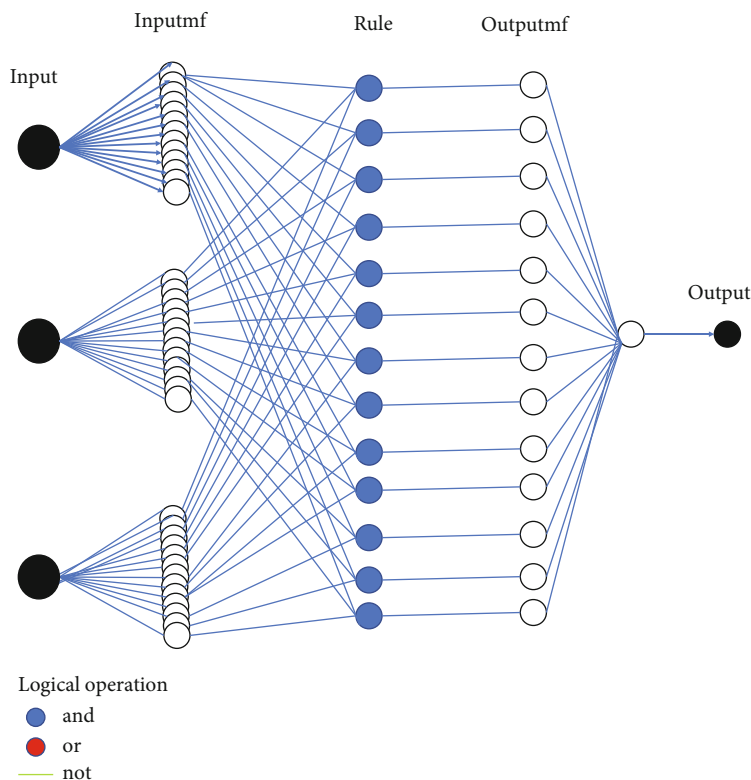 Inputmf
Rule
Outputmf
Input
Output
Logical operation
and
or
not